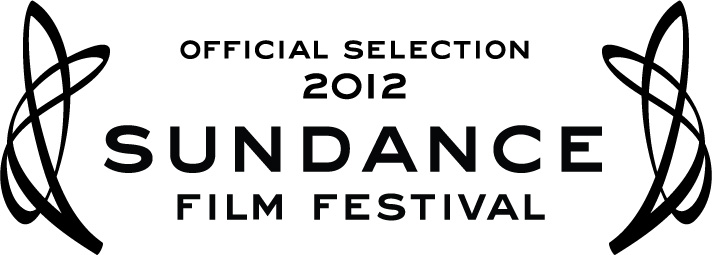 OFFICIAL SELECTION
2012
SUNDANCE
FILM FESTIVAL